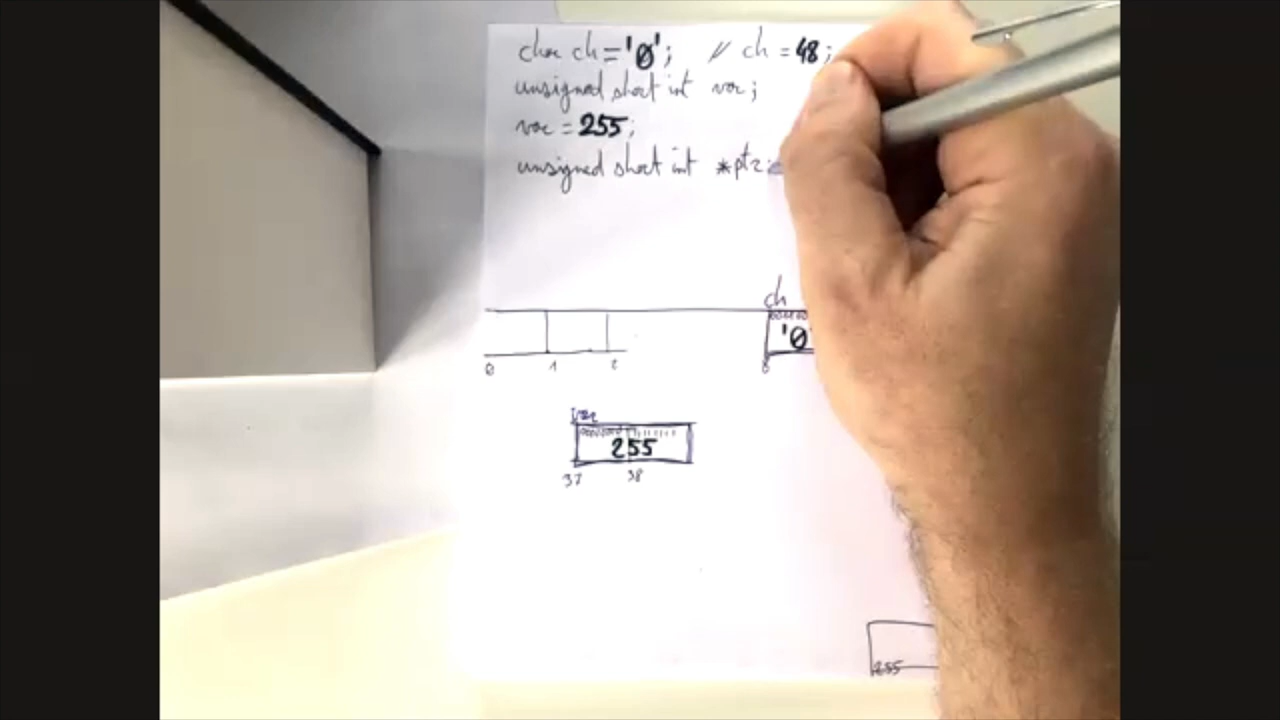 char ch = '0'; // ch = 48;
unsigned short int var;
var = 255;
unsigned short int *ptr;
ch
'0'
0 1 2
var
255
37 38
255